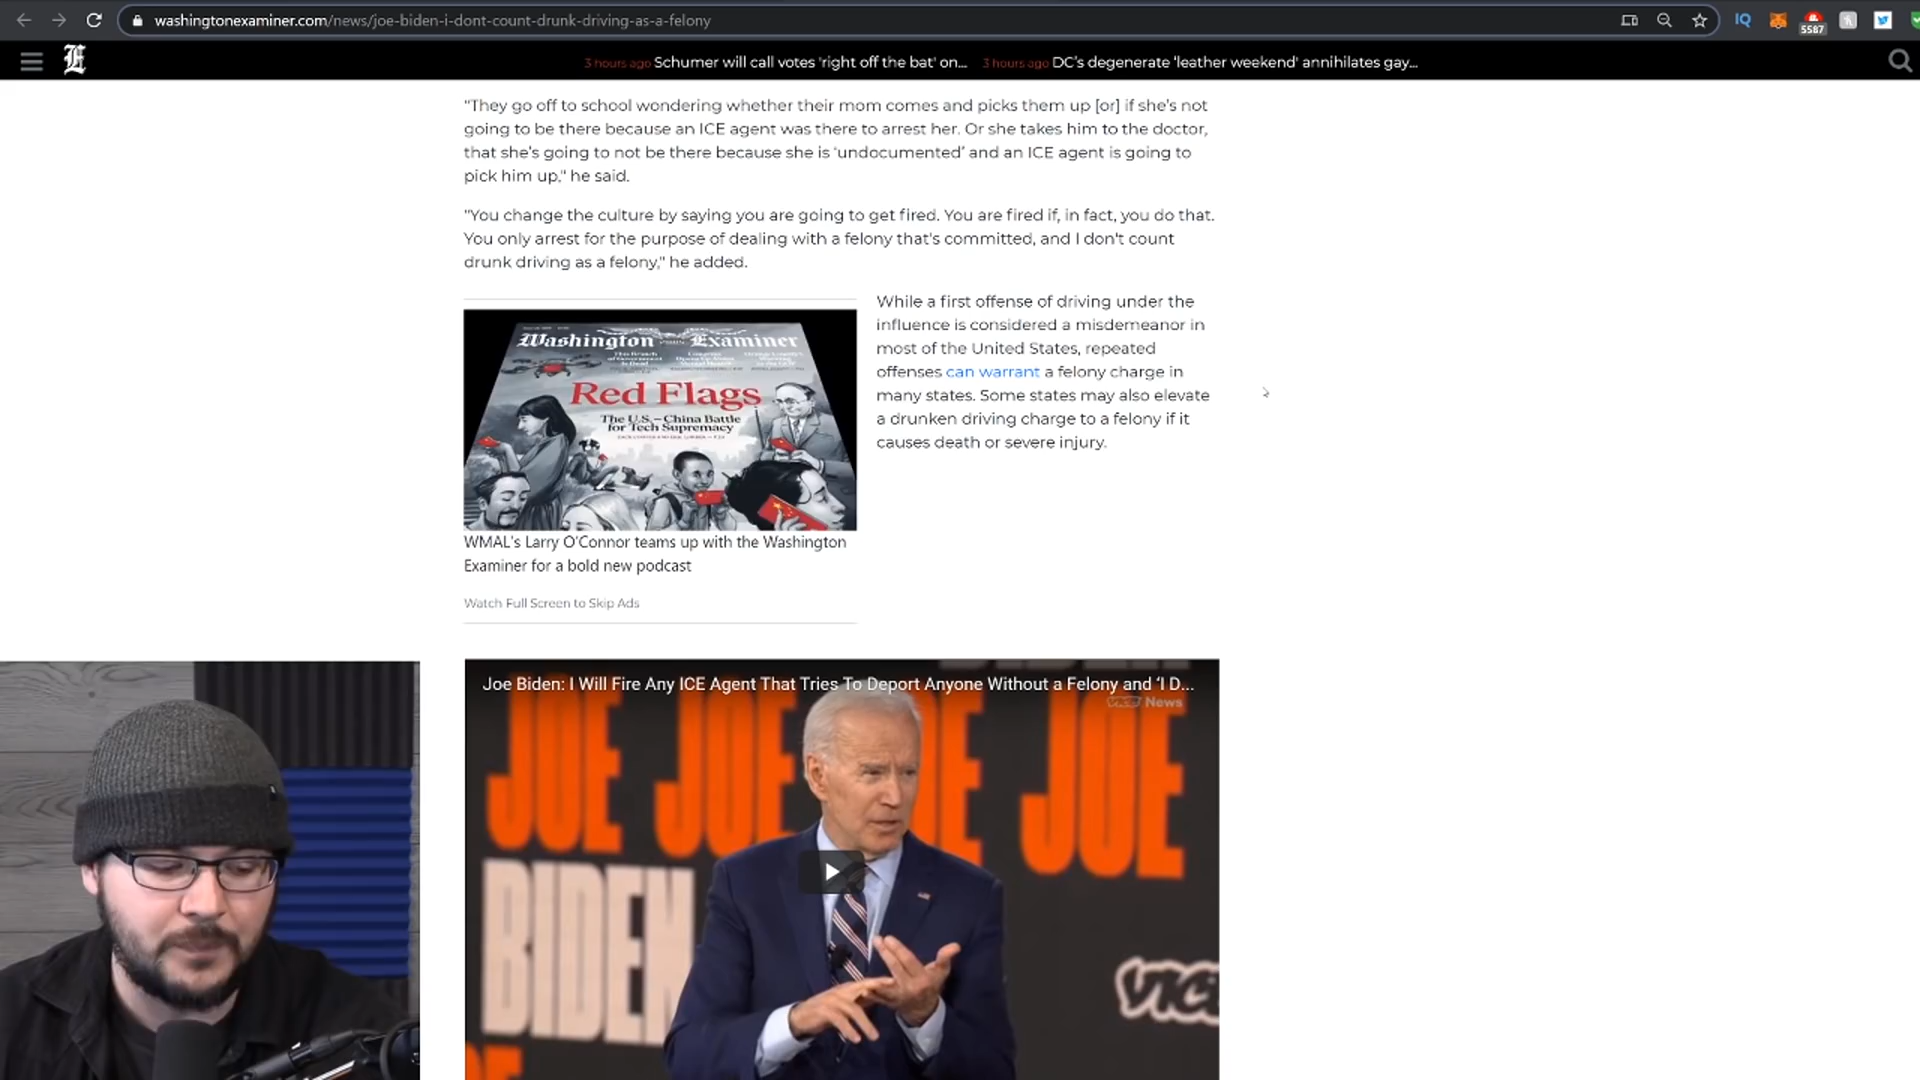 washingtonexaminer.com/news/joe-biden-i-dont-count-drunk-driving-as-a-felony
IQ
5587
E
3 hours ago Schumer will call votes 'right off the bat' on... 3 hours ago DC's degenerate 'leather weekend' annihilates gay...
"They go off to school wondering whether their mom comes and picks them up [or] if she's not
going to be there because an ICE agent was there to arrest her. Or she takes him to the doctor,
that she's going to not be there because she is 'undocumented' and an ICE agent is going to
pick him up," he said.
"You change the culture by saying you are going to get fired. You are fired if, in fact, you do that.
You only arrest for the purpose of dealing with a felony that's committed, and I don't count
drunk driving as a felony," he added.
While a first offense of driving under the
influence is considered a misdemeanor in
most of the United States, repeated
offenses can warrant a felony charge in
many states. Some states may also elevate
a drunken driving charge to a felony if it
causes death or severe injury.
Washington Examiner
Red Flags
The U.S.-China Battle
for Tech Supremacy
WMAL's Larry O'Connor teams up with the Washington
Examiner for a bold new podcast
Watch Full Screen to Skip Ads
Joe Biden: I Will Fire Any ICE Agent That Tries To Deport Anyone Without a Felony and 'I D...
VICE News
JOE JOE JOE JOE
BIDEN
VICE